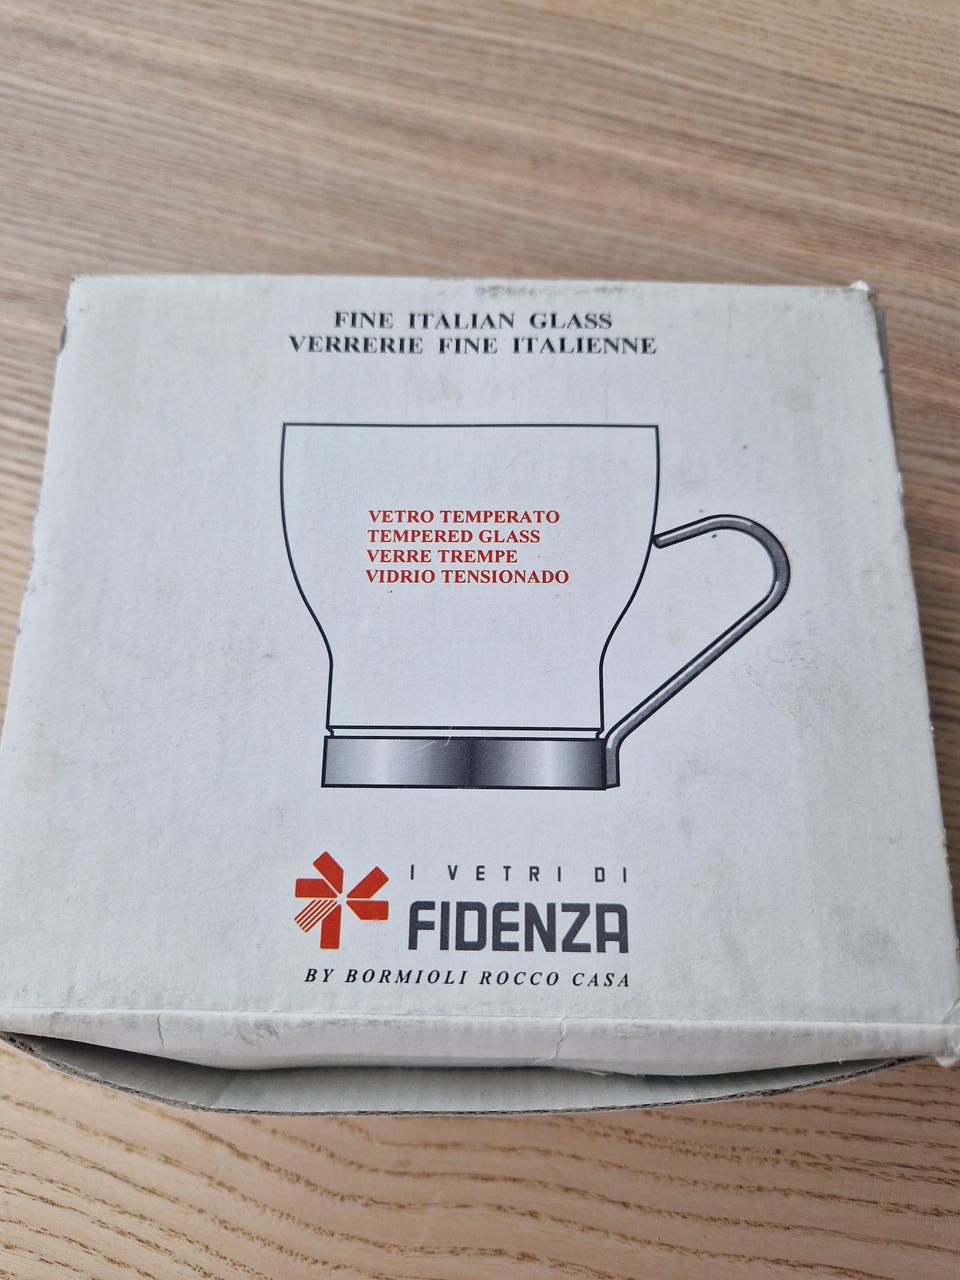 FINE ITALIAN GLASS
VERRERIE FINE ITALIENNE
VETRO TEMPERATO
TEMPERED GLASS
VERRE TREMPE
VIDRIO TENSIONADO
I VETRI DI
FIDENZA
BY BORMIOLI ROCCO CASA